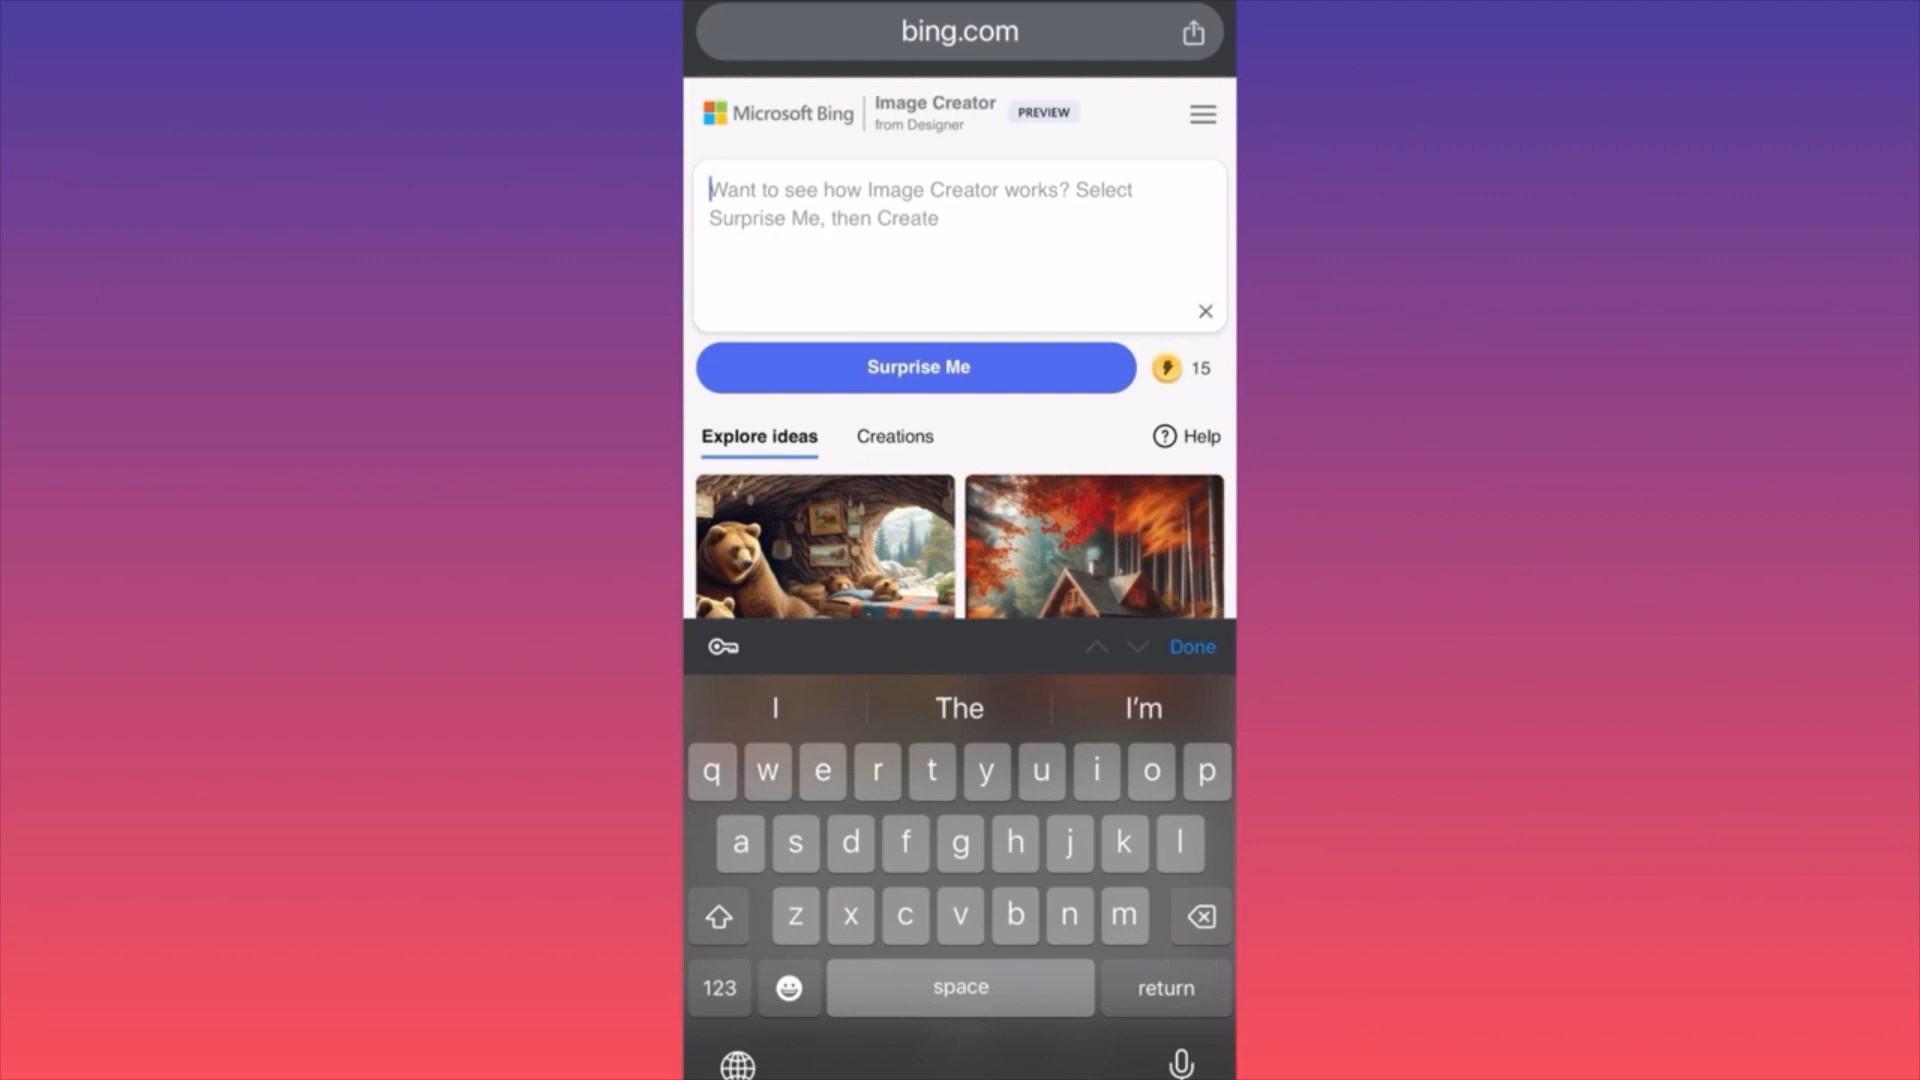 bing.com
Microsoft Bing
Image Creator
from Designer
PREVIEW
Want to see how Image Creator works? Select
Surprise Me, then Create
Surprise Me
15
Explore ideas
Creations
? Help
Done
I
The
I'm
q w e r t y u i o p
a s d f g h j k l
z x c v b n m
123
space
return